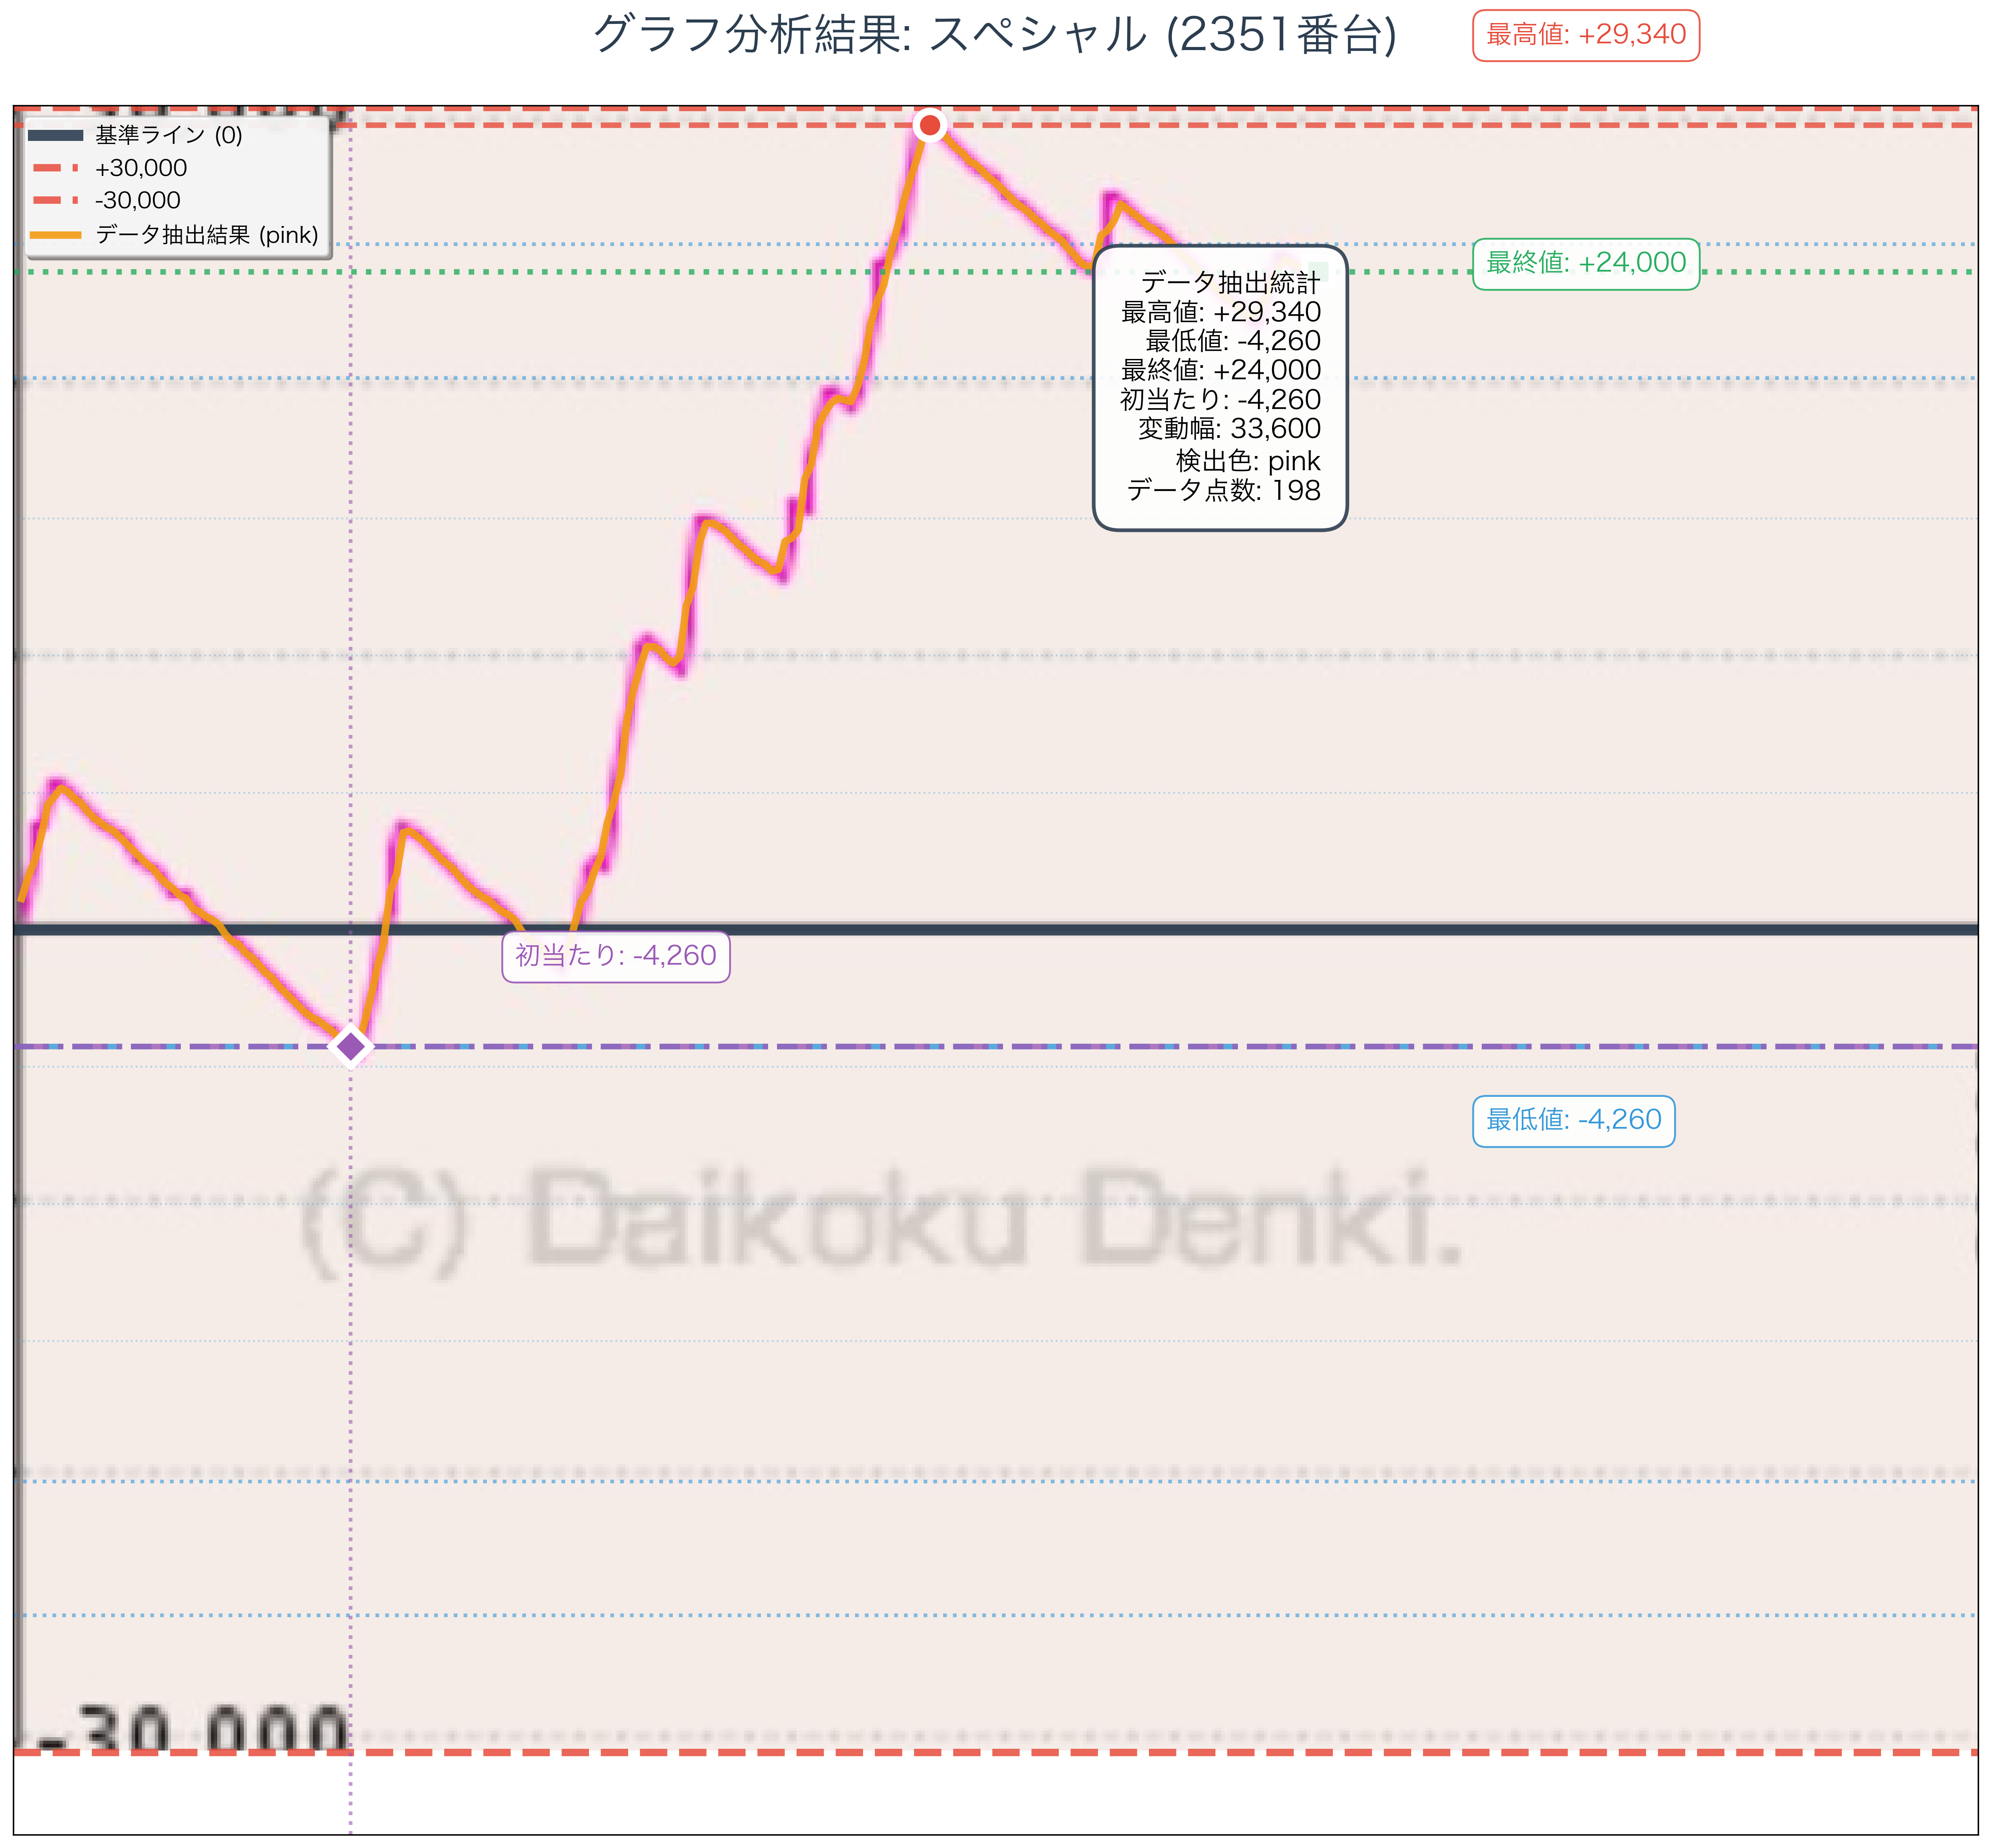 グラフ分析結果: スペシャル (2351番台)
最高値: +29,340
基準ライン (0)
+30,000
-30,000
データ抽出結果 (pink)
最終値: +24,000
データ抽出統計
最高値: +29,340
最低値: -4,260
最終値: +24,000
初当たり: -4,260
変動幅: 33,600
検出色: pink
データ点数: 198
初当たり: -4,260
最低値: -4,260
(C) Daikoku Denki.
-30,000